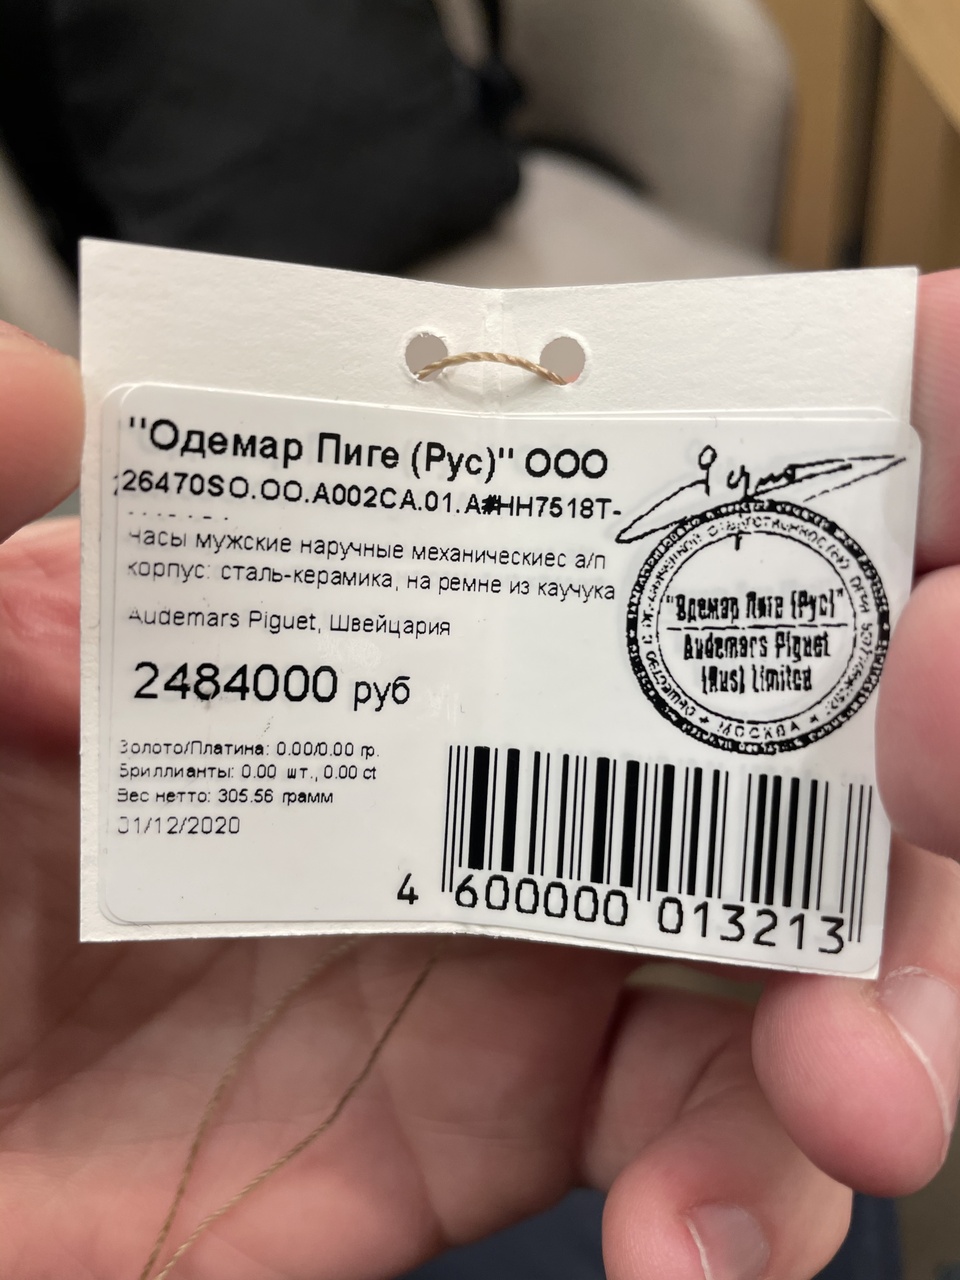 "Одемар Пиге (Рус)" ООО
26470SO.OO.A002CA.01.A#HH7518T-
часы мужские наручные механическиес а/п
корпус: сталь-керамика, на ремне из каучука
Audemars Piguet, Швейцария
2484000 руб
Золото/Платина: 0.00/0.00 гр.
Бриллианты: 0.00 шт., 0.00 ct
Вес нетто: 305.56 грамм
31/12/2020
4 600000 013213
"Одемар Пиге (Рус)"
Audemars Piguet
(Rus) Limited
МОСКВА